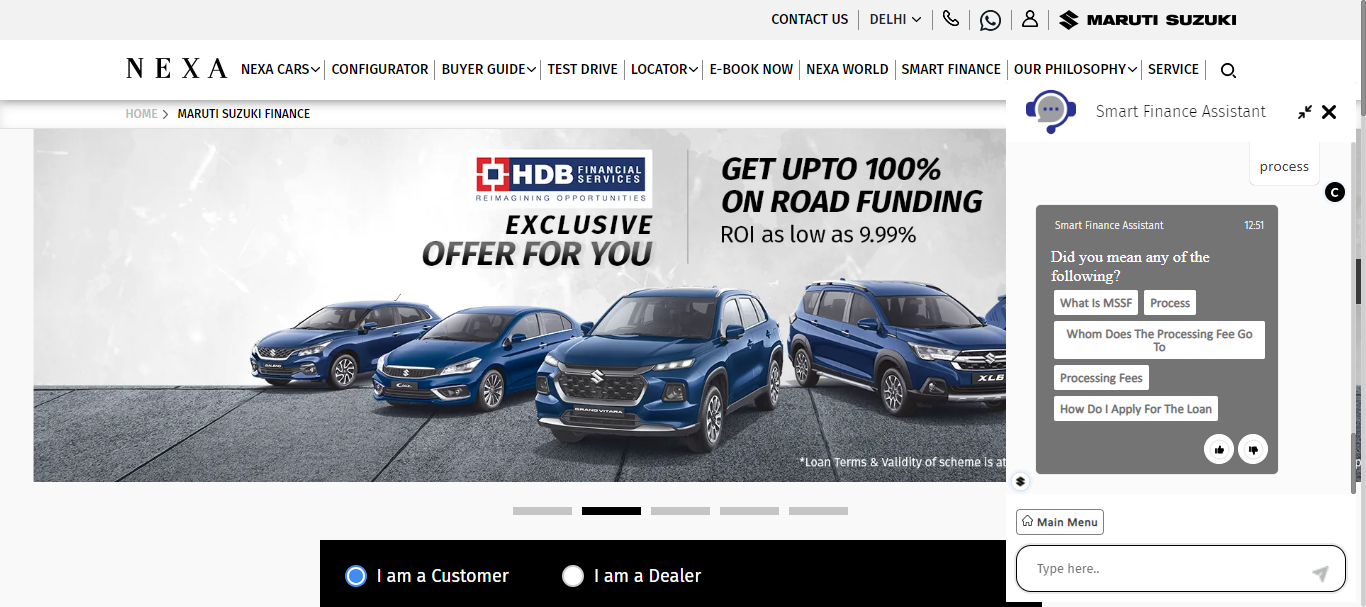 CONTACT US
DELHI
MARUTI SUZUKI
NEXA
NEXA CARS
CONFIGURATOR
BUYER GUIDE
TEST DRIVE
LOCATOR
E-BOOK NOW
NEXA WORLD
SMART FINANCE
OUR PHILOSOPHY
SERVICE
HOME
MARUTI SUZUKI FINANCE
HDB FINANCIAL SERVICES
REIMAGINING OPPORTUNITIES
EXCLUSIVE
OFFER FOR YOU
GET UPTO 100%
ON ROAD FUNDING
ROI as low as 9.99%
GRAND VITARA
XL6
*Loan Terms & Validity of scheme is at
I am a Customer
I am a Dealer
Smart Finance Assistant
process
C
Smart Finance Assistant
12:51
Did you mean any of the
following?
What Is MSSF
Process
Whom Does The Processing Fee Go
To
Processing Fees
How Do I Apply For The Loan
Main Menu
Type here..